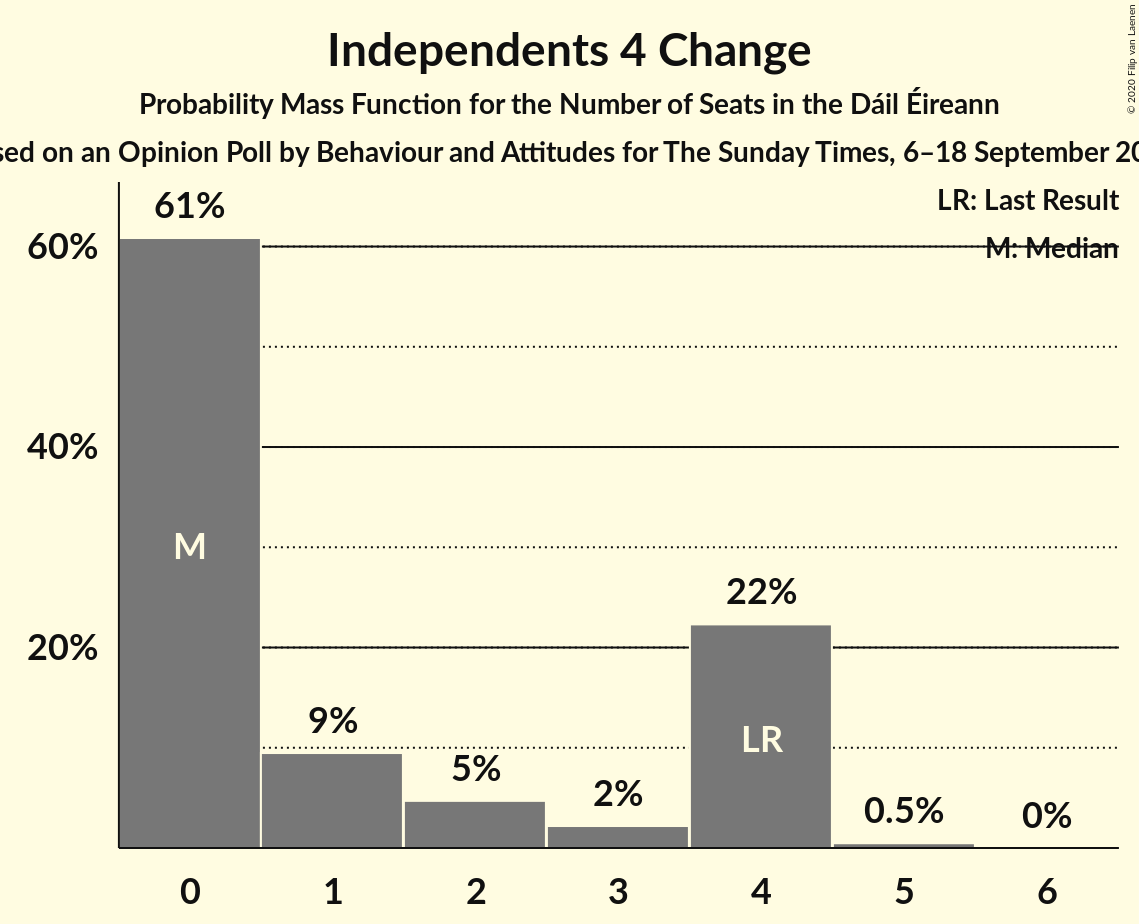 Independents 4 Change
Probability Mass Function for the Number of Seats in the Dáil Éireann
on an Opinion Poll by Behaviour and Attitudes for The Sunday Times, 6–18 September
© 2020 Filip van Laenen
LR: Last Result
M: Median
61%
60%
40%
20%
M
9%
5%
2%
22%
LR
0.5%
0%
0 1 2 3 4 5 6